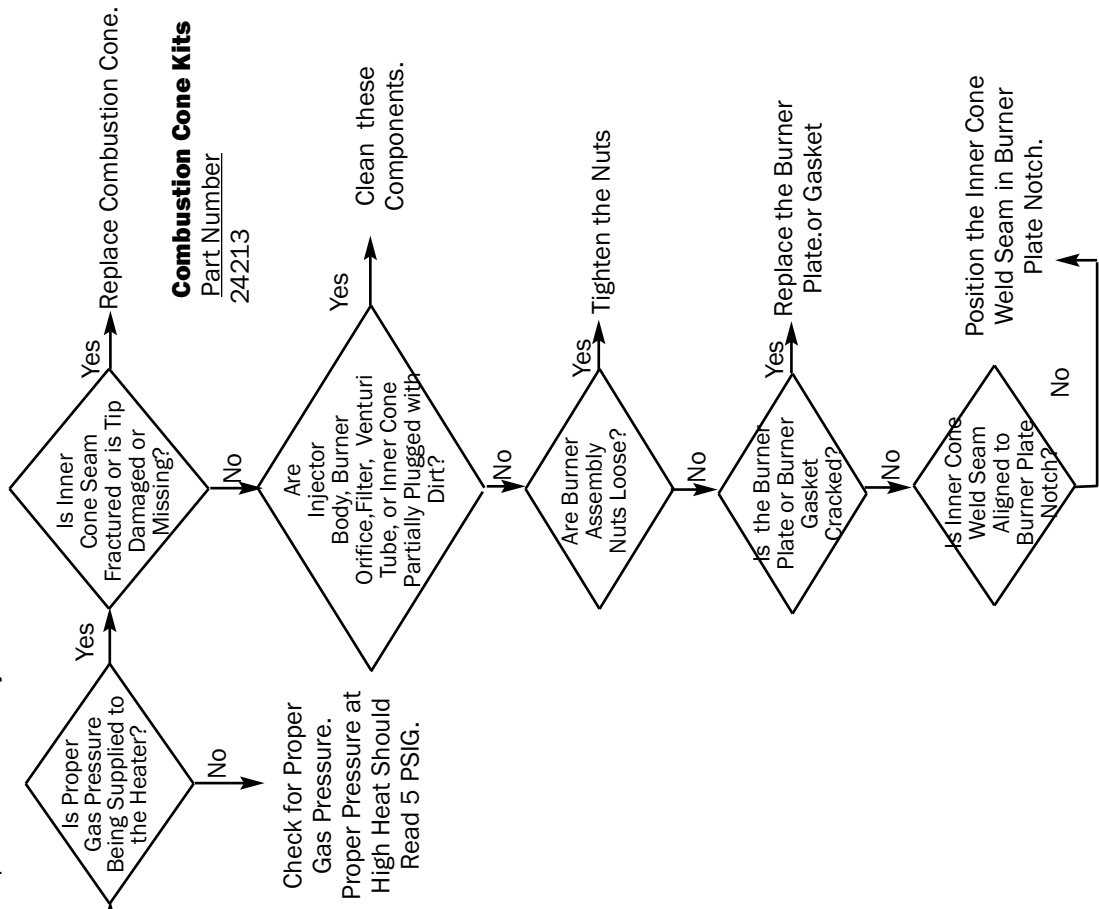 Is Proper
Gas Pressure
Being Supplied to
the Heater?
Yes
No
Check for Proper
Gas Pressure.
Proper Pressure at
High Heat Should
Read 5 PSIG.
Is Inner
Cone Seam
Fractured or is Tip
Damaged or
Missing?
Yes
Replace Combustion Cone.
Combustion Cone Kits
Part Number
24213
No
Are
Injector
Body, Burner
Orifice,Filter, Venturi
Tube, or Inner Cone
Partially Plugged with
Dirt?
Yes
Clean these
Components.
No
Are Burner
Assembly
Nuts Loose?
Yes
Tighten the Nuts
No
Is the Burner
Plate or Burner
Gasket
Cracked?
Yes
Replace the Burner
Plate.or Gasket
No
Is Inner Cone
Weld Seam
Aligned to
Burner Plate
Notch?
No
Position the Inner Cone
Weld Seam in Burner
Plate Notch.